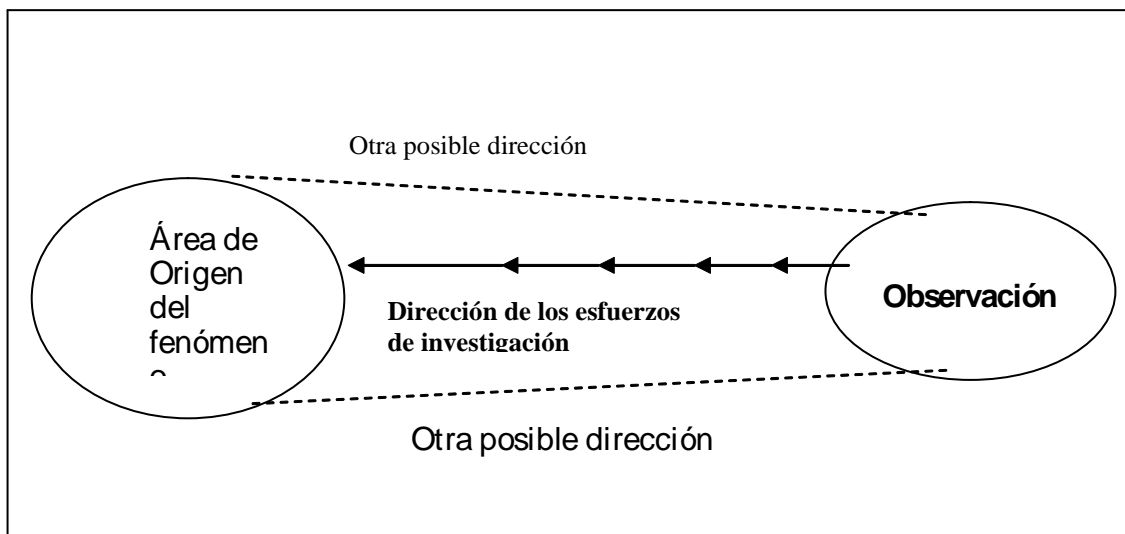 Otra posible dirección
Área de
Origen
del
fenómen
o
Dirección de los esfuerzos
de investigación
Observación
Otra posible dirección